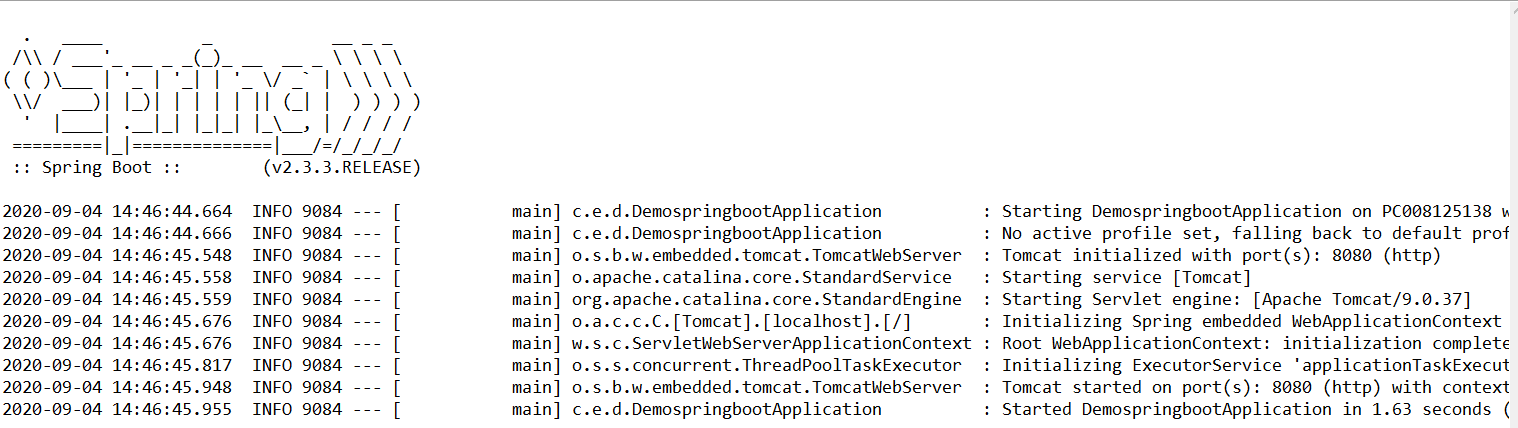 .   ____          _            __ _ _
 /\\ / ___'_ __ _ _(_)_ __  __ _ \ \ \ \
( ( )\___ | '_ | '_| | '_ \/ _` | \ \ \ \
 \\/  ___)| |_)| | | | | || (_| |  ) ) ) )
  '  |____| .__|_| |_|_| |_\__, | / / / /
 =========|_|==============|___/=/_/_/_/
 :: Spring Boot ::        (v2.3.3.RELEASE)
2020-09-04 14:46:44.664  INFO 9084 --- [           main] c.e.d.DemospringbootApplication          : Starting DemospringbootApplication on PC008125138
2020-09-04 14:46:44.666  INFO 9084 --- [           main] c.e.d.DemospringbootApplication          : No active profile set, falling back to default prof
2020-09-04 14:46:45.548  INFO 9084 --- [           main] o.s.b.w.embedded.tomcat.TomcatWebServer  : Tomcat initialized with port(s): 8080 (http)
2020-09-04 14:46:45.558  INFO 9084 --- [           main] o.apache.catalina.core.StandardService   : Starting service [Tomcat]
2020-09-04 14:46:45.559  INFO 9084 --- [           main] org.apache.catalina.core.StandardEngine  : Starting Servlet engine: [Apache Tomcat/9.0.37]
2020-09-04 14:46:45.676  INFO 9084 --- [           main] o.a.c.c.C.[Tomcat].[localhost].[/]       : Initializing Spring embedded WebApplicationContext
2020-09-04 14:46:45.676  INFO 9084 --- [           main] w.s.c.ServletWebServerApplicationContext : Root WebApplicationContext: initialization complete
2020-09-04 14:46:45.817  INFO 9084 --- [           main] o.s.s.concurrent.ThreadPoolTaskExecutor  : Initializing ExecutorService 'applicationTaskExecut
2020-09-04 14:46:45.948  INFO 9084 --- [           main] o.s.b.w.embedded.tomcat.TomcatWebServer  : Tomcat started on port(s): 8080 (http) with context
2020-09-04 14:46:45.955  INFO 9084 --- [           main] c.e.d.DemospringbootApplication          : Started DemospringbootApplication in 1.63 seconds (